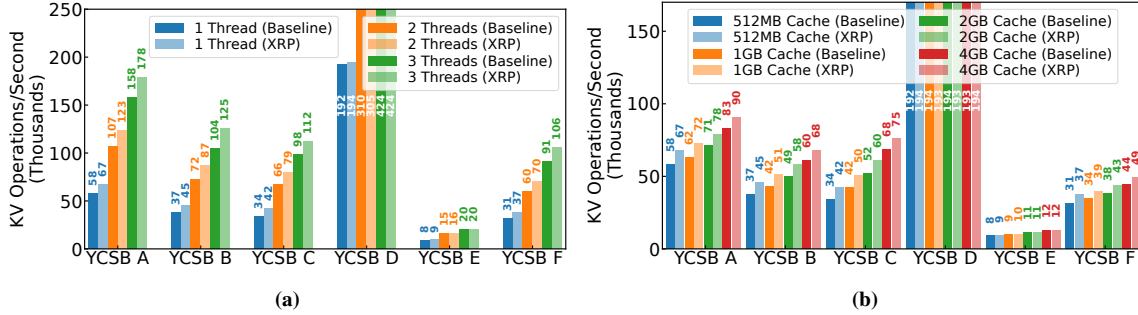 KV Operations/Second
(Thousands)
250
200
150
100
50
0
1 Thread (Baseline)
1 Thread (XRP)
2 Threads (Baseline)
2 Threads (XRP)
3 Threads (Baseline)
3 Threads (XRP)
58 67 107 123 158 178
37 45 72 87 104 125
34 42 66 79 98 112
192 194 310 305 424 424
8 9 15 16 20 20
31 37 60 70 91 106
YCSB A YCSB B YCSB C YCSB D YCSB E YCSB F
(a)
KV Operations/Second
(Thousands)
150
100
50
0
512MB Cache (Baseline)
512MB Cache (XRP)
1GB Cache (Baseline)
1GB Cache (XRP)
2GB Cache (Baseline)
2GB Cache (XRP)
4GB Cache (Baseline)
4GB Cache (XRP)
58 67 62 72 71 78 83 90
37 45 42 51 49 58 60 68
34 42 42 50 52 60 68 75
192 194 194 193 194 193 193 194
8 9 9 10 11 11 12 12
31 37 34 39 38 43 44 49
YCSB A YCSB B YCSB C YCSB D YCSB E YCSB F
(b)